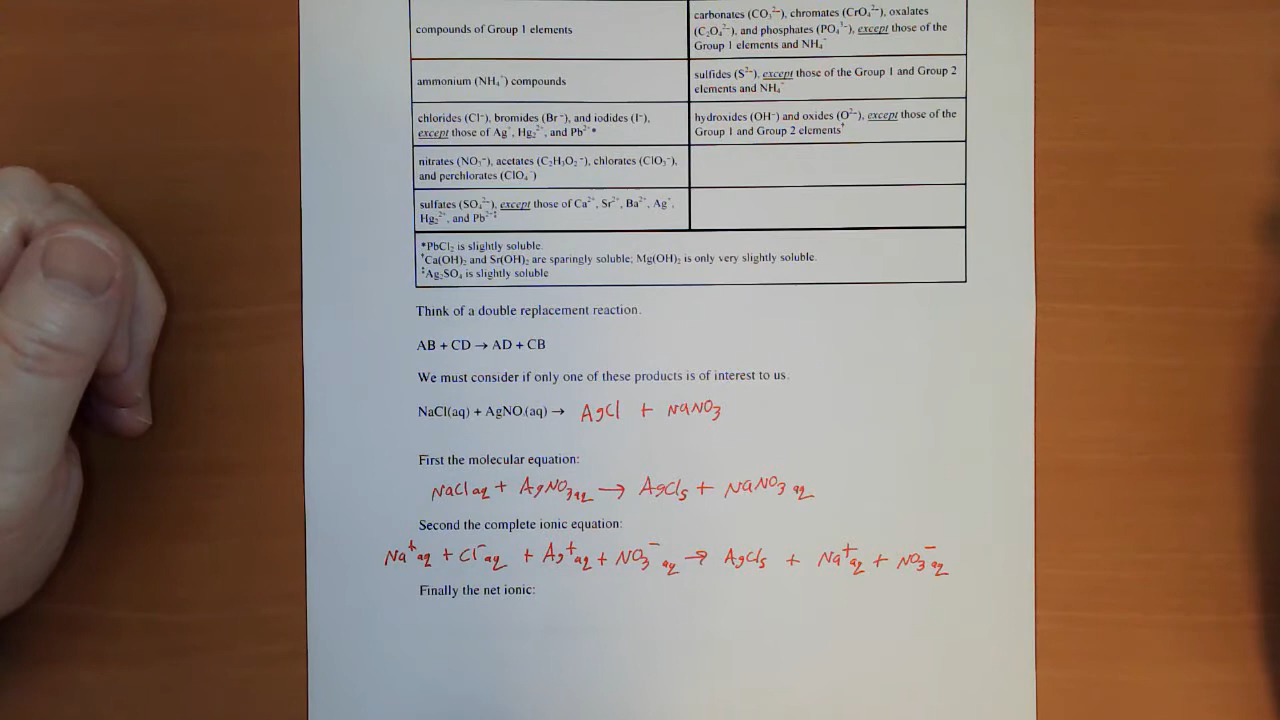 compounds of Group 1 elements
carbonates (CO₃²⁻), chromates (CrO₄²⁻), oxalates
(C₂O₄²⁻), and phosphates (PO₄³⁻), except those of the
Group 1 elements and NH₄⁺
ammonium (NH₄⁺) compounds
sulfides (S²⁻), except those of the Group 1 and Group 2
elements and NH₄⁺
chlorides (Cl⁻), bromides (Br⁻), and iodides (I⁻),
except those of Ag⁺, Hg₂²⁺, and Pb²⁺*
hydroxides (OH⁻) and oxides (O²⁻), except those of the
Group 1 and Group 2 elements†
nitrates (NO₃⁻), acetates (C₂H₃O₂⁻), chlorates (ClO₃⁻),
and perchlorates (ClO₄⁻)
sulfates (SO₄²⁻), except those of Ca²⁺, Sr²⁺, Ba²⁺, Ag⁺,
Hg₂²⁺, and Pb²⁺‡
*PbCl₂ is slightly soluble.
†Ca(OH)₂ and Sr(OH)₂ are sparingly soluble; Mg(OH)₂ is only very slightly soluble.
‡Ag₂SO₄ is slightly soluble
Think of a double replacement reaction.
AB + CD → AD + CB
We must consider if only one of these products is of interest to us.
NaCl(aq) + AgNO₃(aq) → AgCl + NaNO₃
First the molecular equation:
NaCl aq + AgNO₃ aq → AgCl s + NaNO₃ aq
Second the complete ionic equation:
Na⁺ aq + Cl⁻ aq + Ag⁺ aq + NO₃⁻ aq → AgCl s + Na⁺ aq + NO₃⁻ aq
Finally the net ionic: